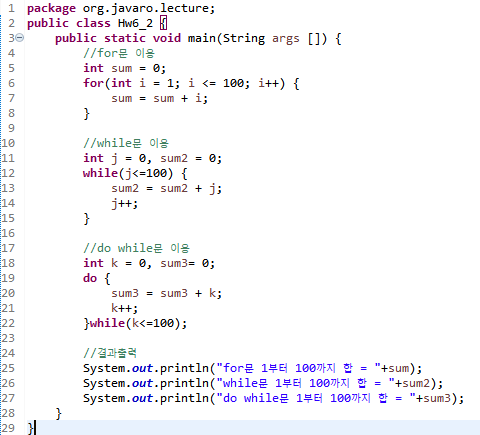 1 package org.javaro.lecture;
2 public class Hw6_2 {
3 public static void main(String args []) {
4 //for문 이용
5 int sum = 0;
6 for(int i = 1; i <= 100; i++) {
7 sum = sum + i;
8 }
9
10 //while문 이용
11 int j = 0, sum2 = 0;
12 while(j<=100) {
13 sum2 = sum2 + j;
14 j++;
15 }
16
17 //do while문 이용
18 int k = 0, sum3= 0;
19 do {
20 sum3 = sum3 + k;
21 k++;
22 }while(k<=100);
23
24 //결과출력
25 System.out.println("for문 1부터 100까지 합 = "+sum);
26 System.out.println("while문 1부터 100까지 합 = "+sum2);
27 System.out.println("do while문 1부터 100까지 합 = "+sum3);
28 }
29 }